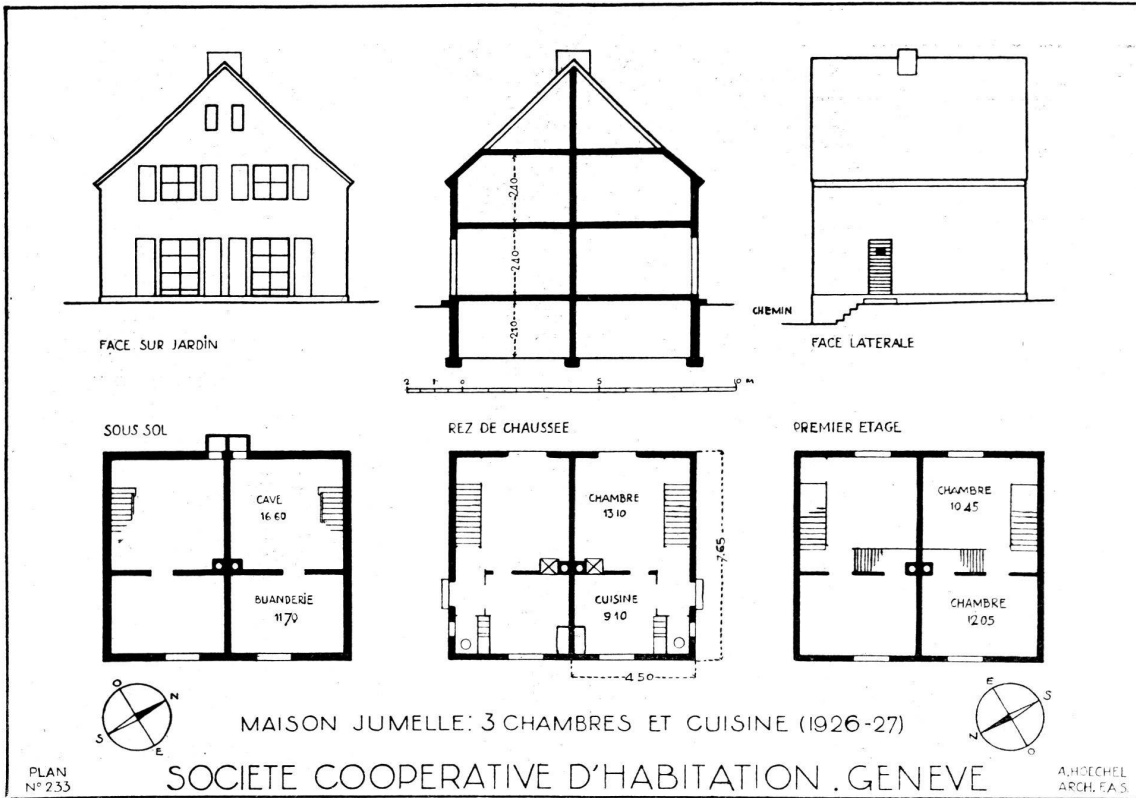 240
240
210
CHEMIN
FACE SUR JARDIN
FACE LATERALE
2 1 0 5 10 M
SOUS SOL
REZ DE CHAUSSEE
PREMIER ETAGE
CAVE
16 60
BUANDERIE
11 70
CHAMBRE
13 10
CUISINE
9 10
7.65
4 50
CHAMBRE
10 45
CHAMBRE
12 05
O
N
S
E
E
S
N
O
MAISON JUMELLE: 3 CHAMBRES ET CUISINE (1926-27)
PLAN
N° 233
SOCIETE COOPERATIVE D'HABITATION . GENEVE
A. HOECHEL
ARCH. F.A.S.